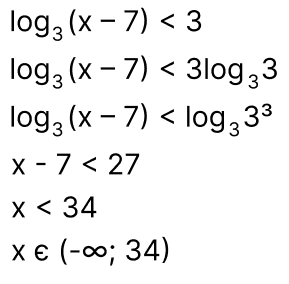 log₃(x – 7) < 3
log₃(x – 7) < 3log₃3
log₃(x – 7) < log₃3³
x - 7 < 27
x < 34
x є (-∞; 34)